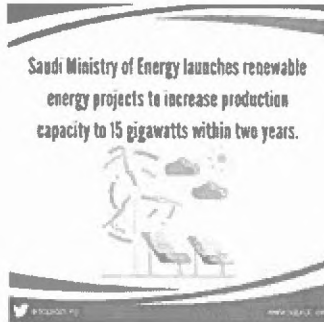 Saudi Ministry of Energy launches renewable
energy projects to increase production
capacity to 15 gigawatts within two years.